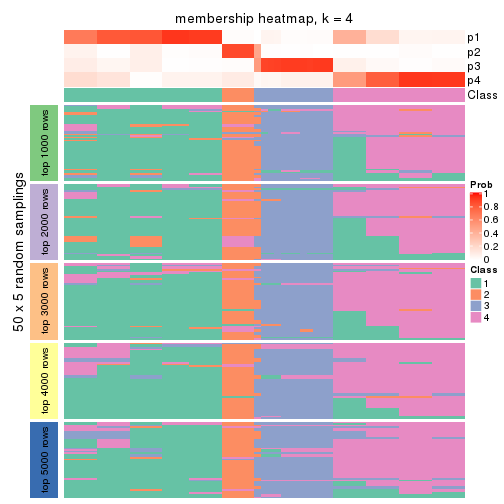 membership heatmap, k = 4
p1
p2
p3
p4
Class
50 x 5 random samplings
top 1000 rows
top 2000 rows
top 3000 rows
top 4000 rows
top 5000 rows
Prob
1
0.8
0.6
0.4
0.2
0
Class
1
2
3
4